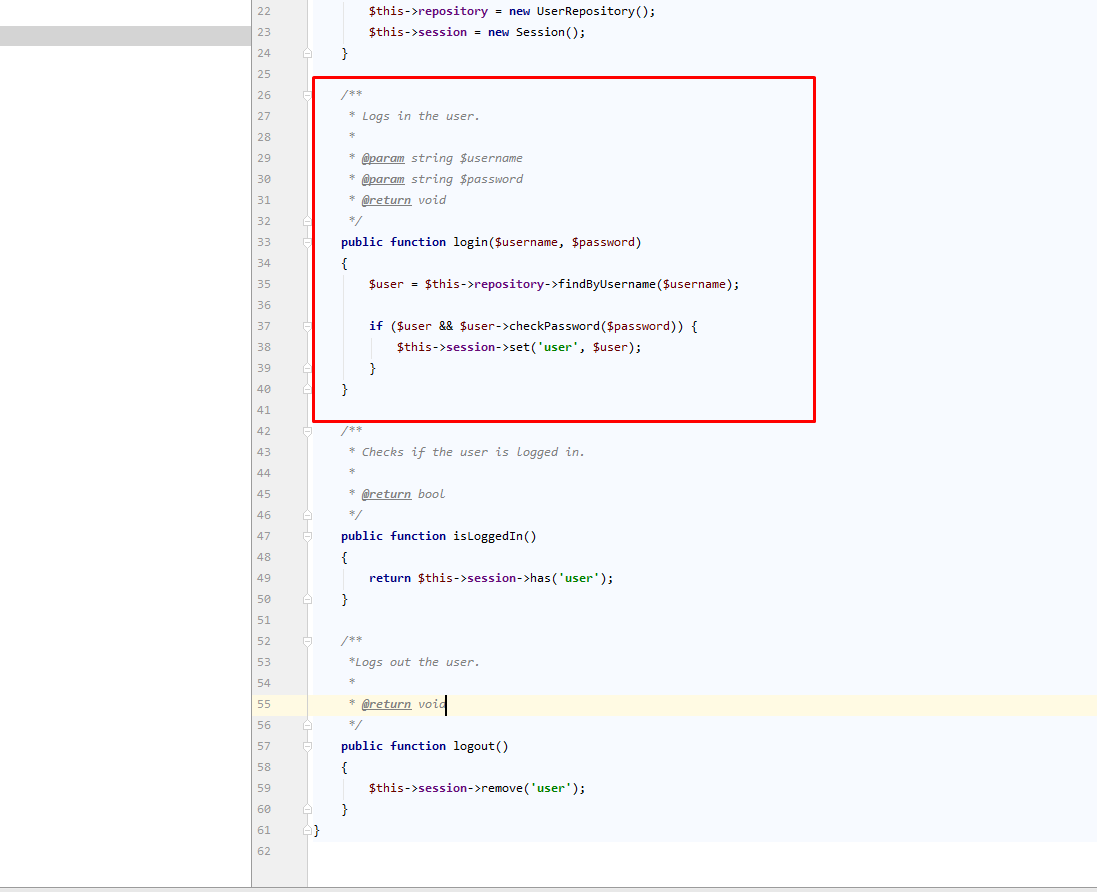 22 $this->repository = new UserRepository();
23 $this->session = new Session();
24 }
25
26 /**
27 * Logs in the user.
28 *
29 * @param string $username
30 * @param string $password
31 * @return void
32 */
33 public function login($username, $password)
34 {
35 $user = $this->repository->findByUsername($username);
36
37 if ($user && $user->checkPassword($password)) {
38 $this->session->set('user', $user);
39 }
40 }
41
42 /**
43 * Checks if the user is logged in.
44 *
45 * @return bool
46 */
47 public function isLoggedIn()
48 {
49 return $this->session->has('user');
50 }
51
52 /**
53 *Logs out the user.
54 *
55 * @return void
56 */
57 public function logout()
58 {
59 $this->session->remove('user');
60 }
61 }
62